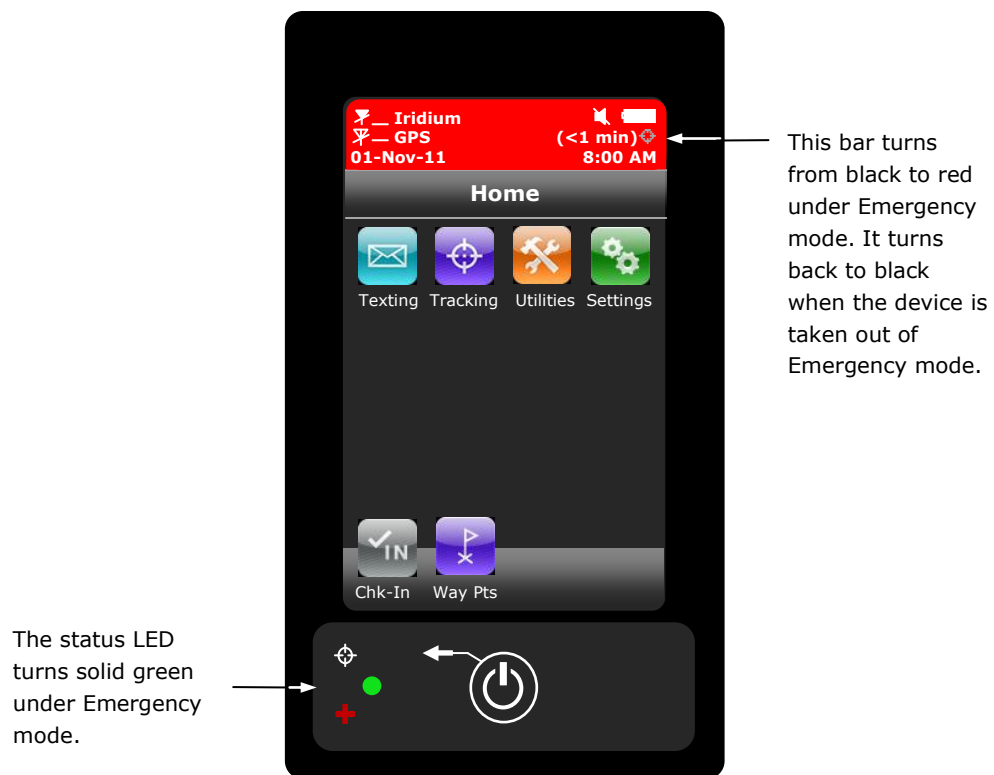 Iridium
GPS (<1 min)
01-Nov-11 8:00 AM
Home
Texting Tracking Utilities Settings
IN
Chk-In Way Pts
This bar turns
from black to red
under Emergency
mode. It turns
back to black
when the device is
taken out of
Emergency mode.
The status LED
turns solid green
under Emergency
mode.